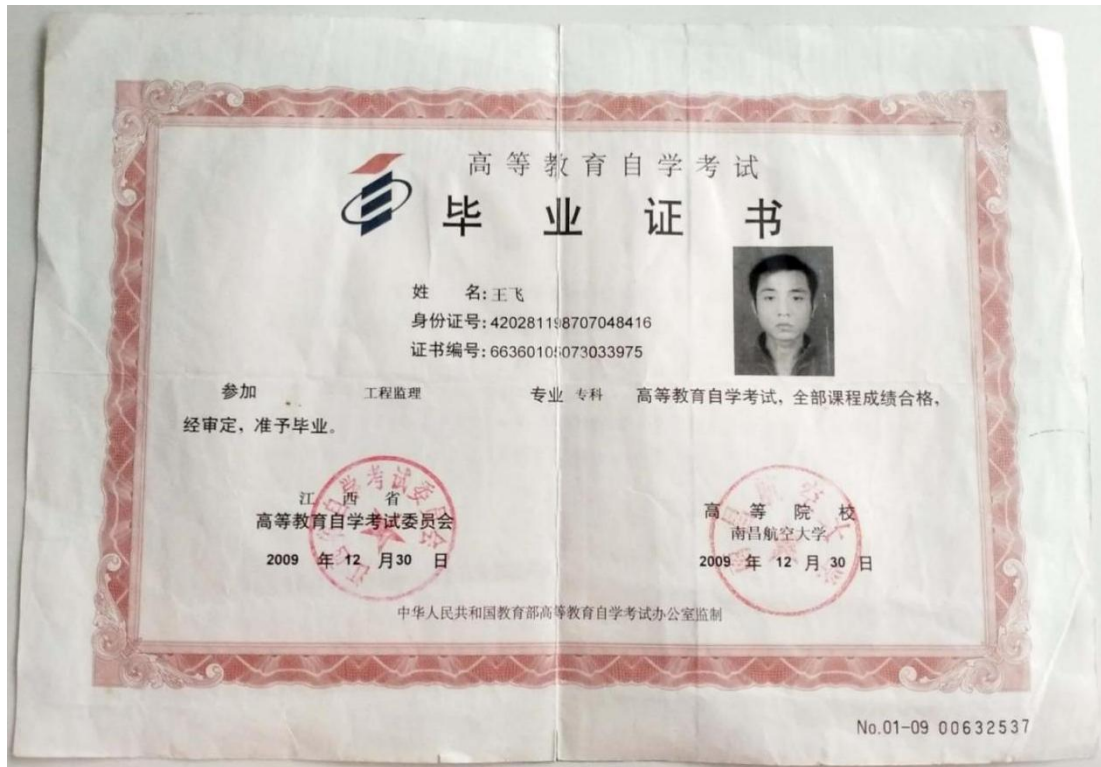 高等教育自学考试
毕业证书
姓 名:王飞
身份证号:420281198707048416
证书编号:66360105073033975
参加 工程监理 专业 专科 高等教育自学考试，全部课程成绩合格，
经审定，准予毕业。
江西省
高等教育自学考试委员会
2009 年 12 月30 日
高等院校
南昌航空大学
2009 年 12 月 30 日
中华人民共和国教育部高等教育自学考试办公室监制
No.01-09 00632537